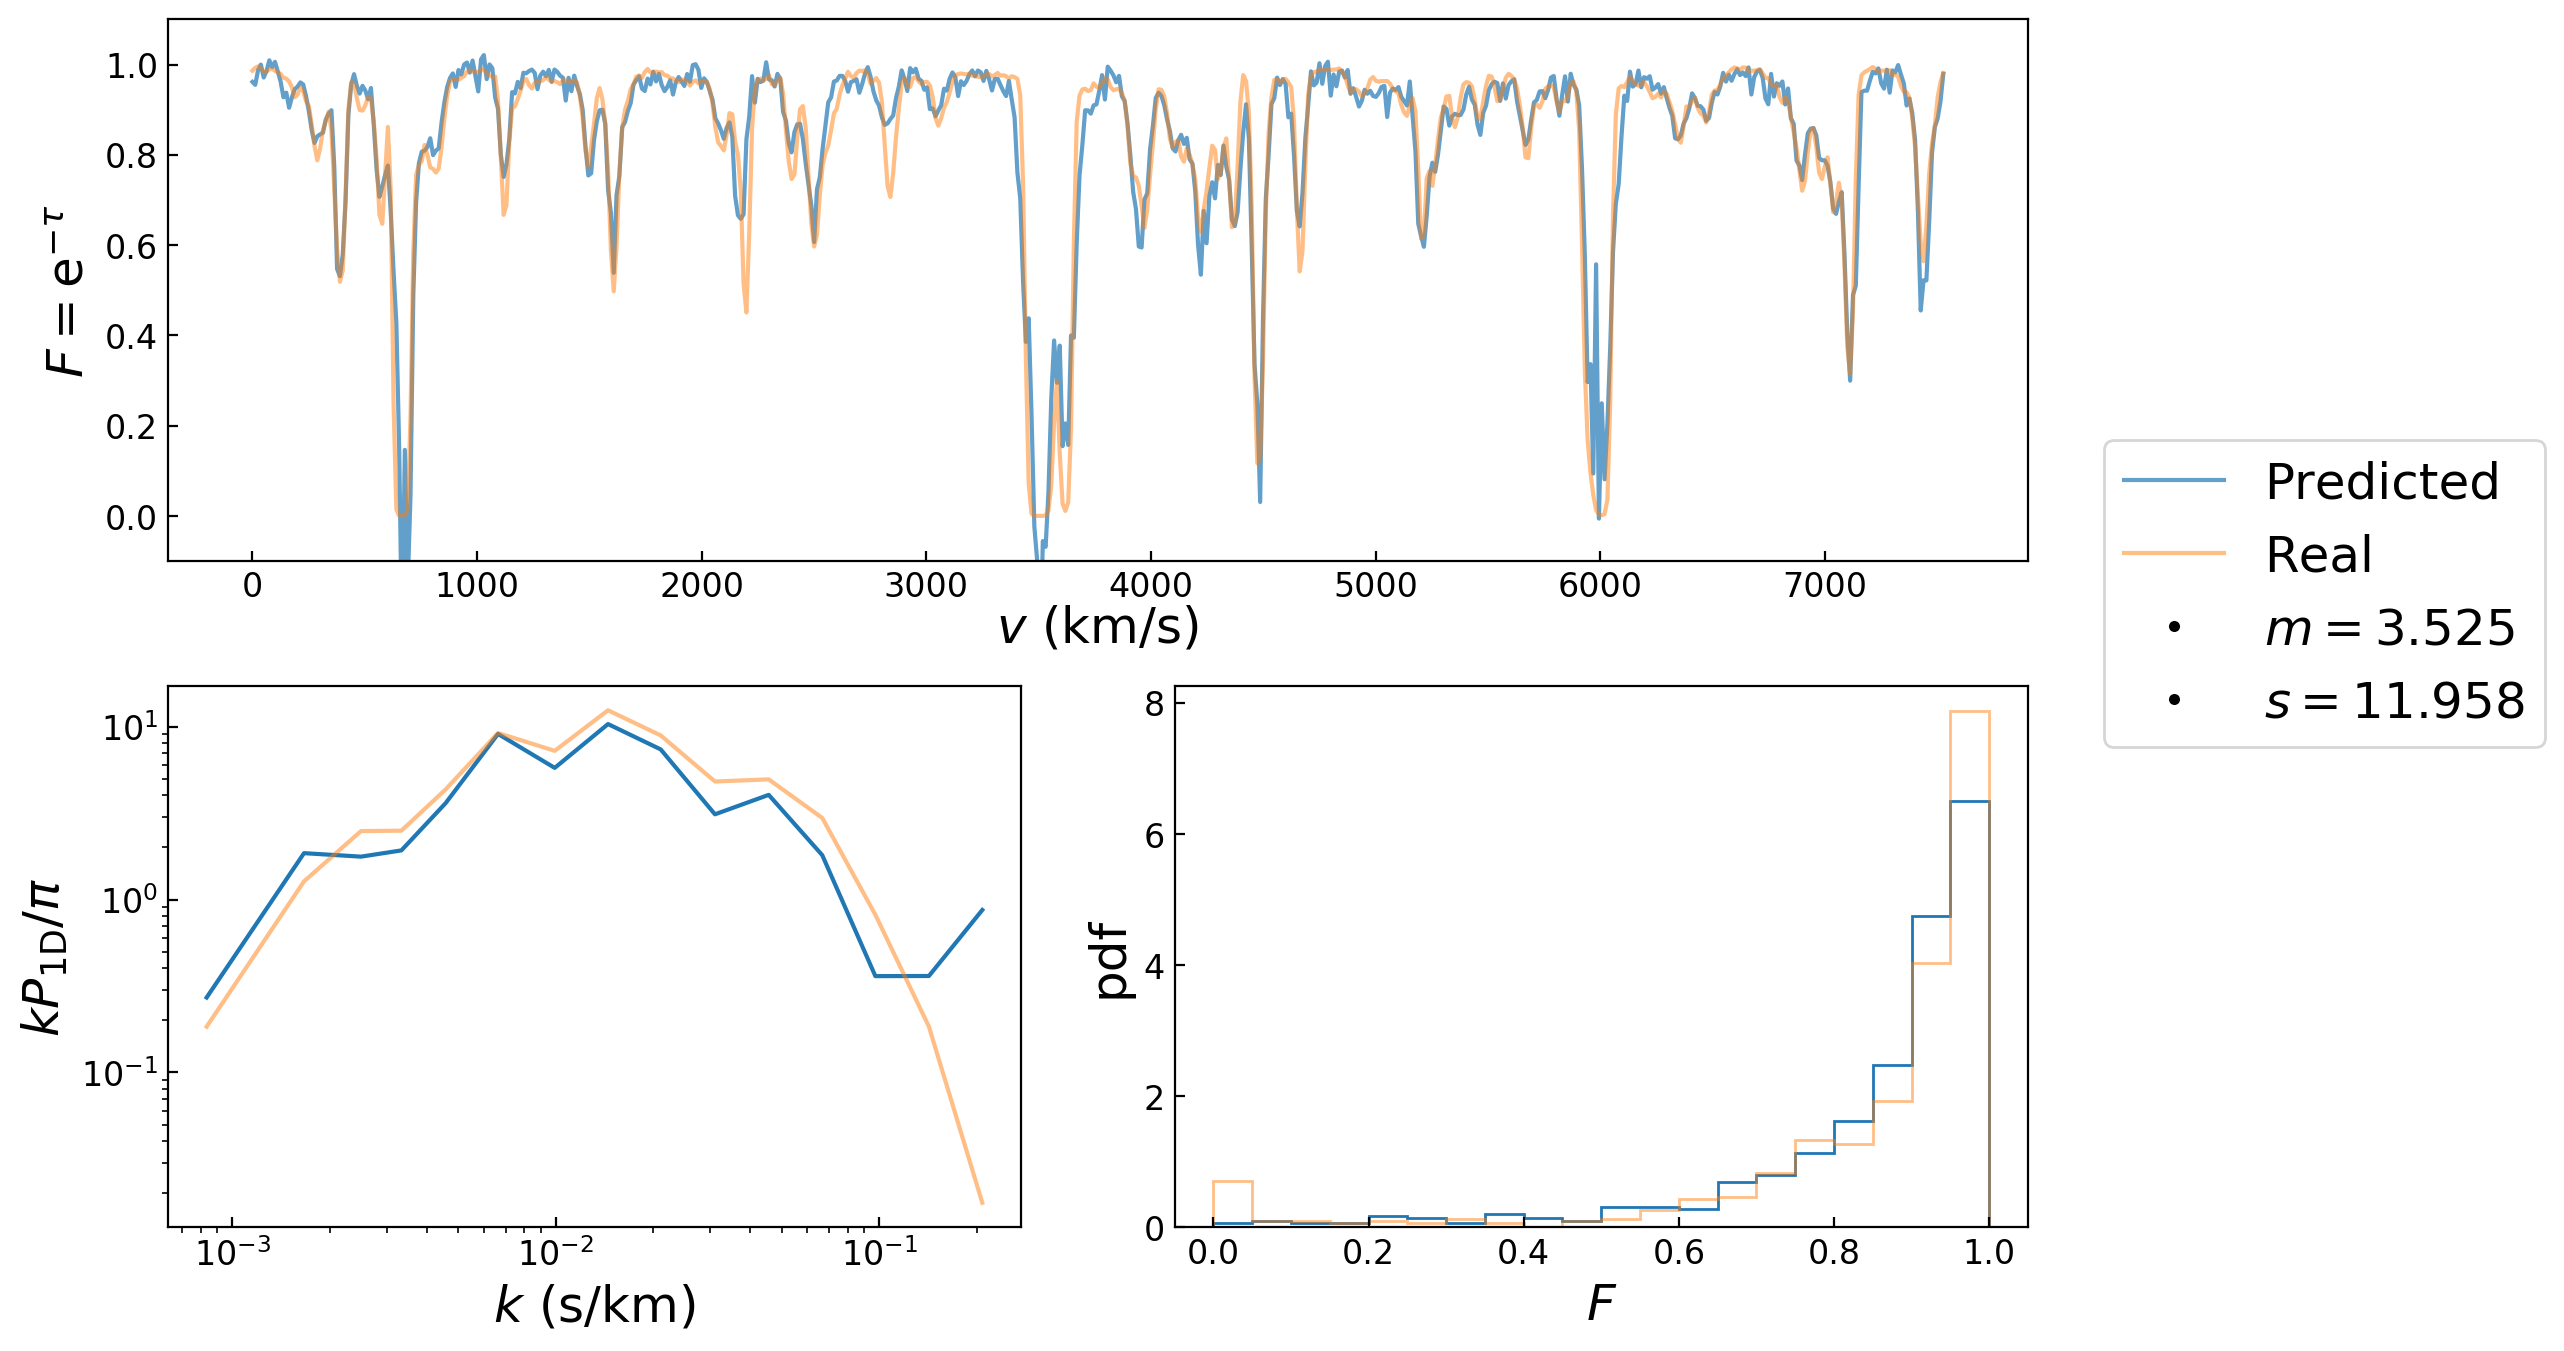 F = e^{−τ}
1.0
0.8
0.6
0.4
0.2
0.0
0 1000 2000 3000 4000 5000 6000 7000
v (km/s)
Predicted
Real
m = 3.525
s = 11.958
kP_{1D}/π
10^1
10^0
10^{−1}
10^{−3} 10^{−2} 10^{−1}
k (s/km)
pdf
8
6
4
2
0
0.0 0.2 0.4 0.6 0.8 1.0
F